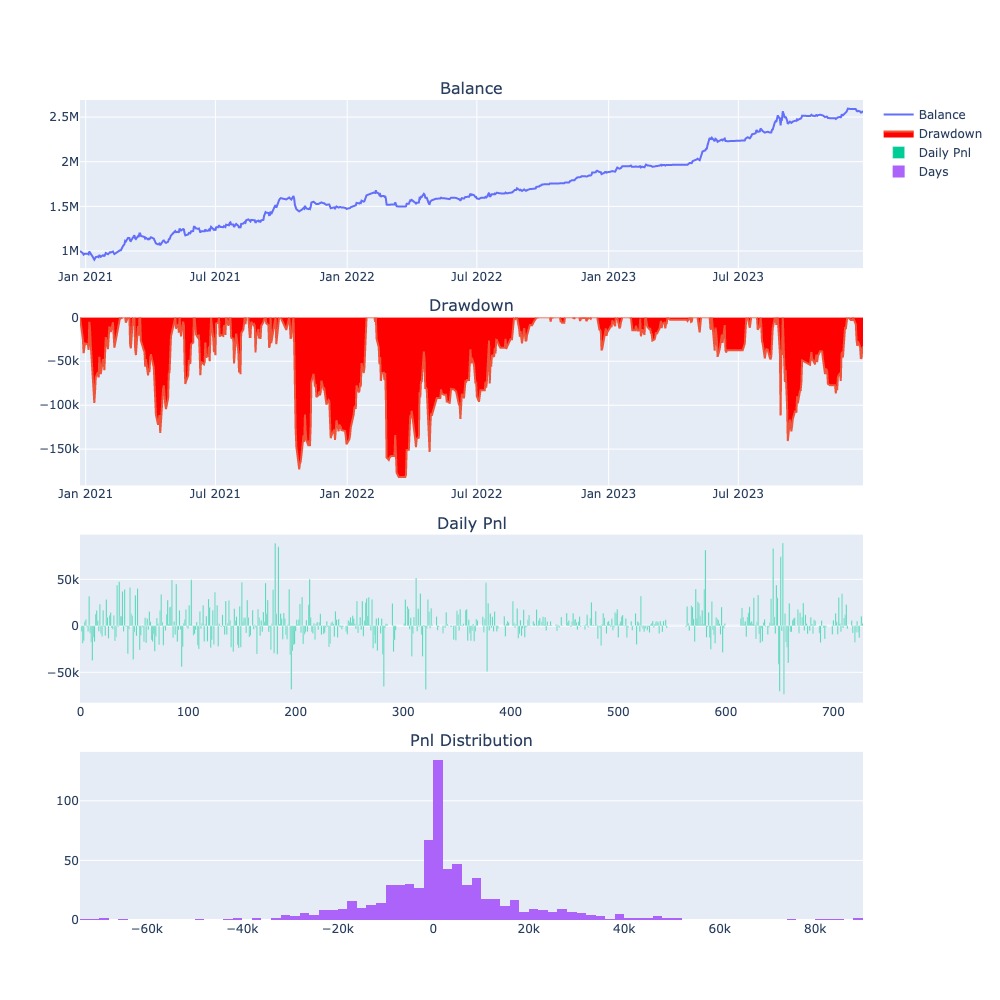 Balance
2.5M
2M
1.5M
1M
Jan 2021 Jul 2021 Jan 2022 Jul 2022 Jan 2023 Jul 2023
Balance
Drawdown
Daily Pnl
Days
Drawdown
0
−50k
−100k
−150k
Jan 2021 Jul 2021 Jan 2022 Jul 2022 Jan 2023 Jul 2023
Daily Pnl
50k
0
−50k
0 100 200 300 400 500 600 700
Pnl Distribution
100
50
0
−60k −40k −20k 0 20k 40k 60k 80k